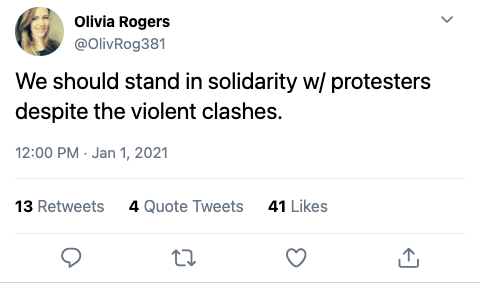 Olivia Rogers
@OlivRog381
We should stand in solidarity w/ protesters
despite the violent clashes.
12:00 PM · Jan 1, 2021
13 Retweets 4 Quote Tweets 41 Likes